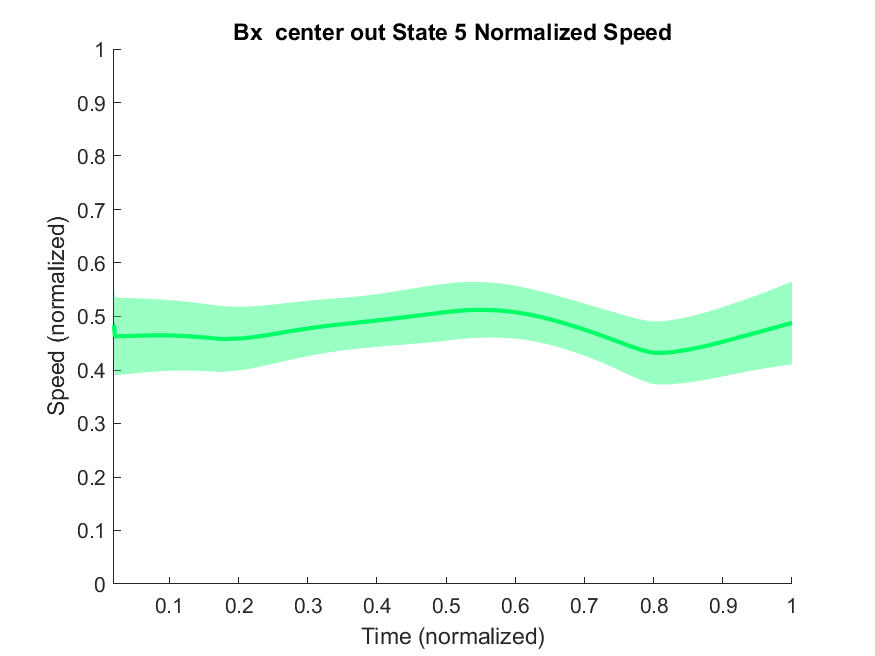 Bx  center out State 5 Normalized Speed
1
0.9
0.8
0.7
0.6
0.5
0.4
0.3
0.2
0.1
0
Speed (normalized)
0.1 0.2 0.3 0.4 0.5 0.6 0.7 0.8 0.9 1
Time (normalized)